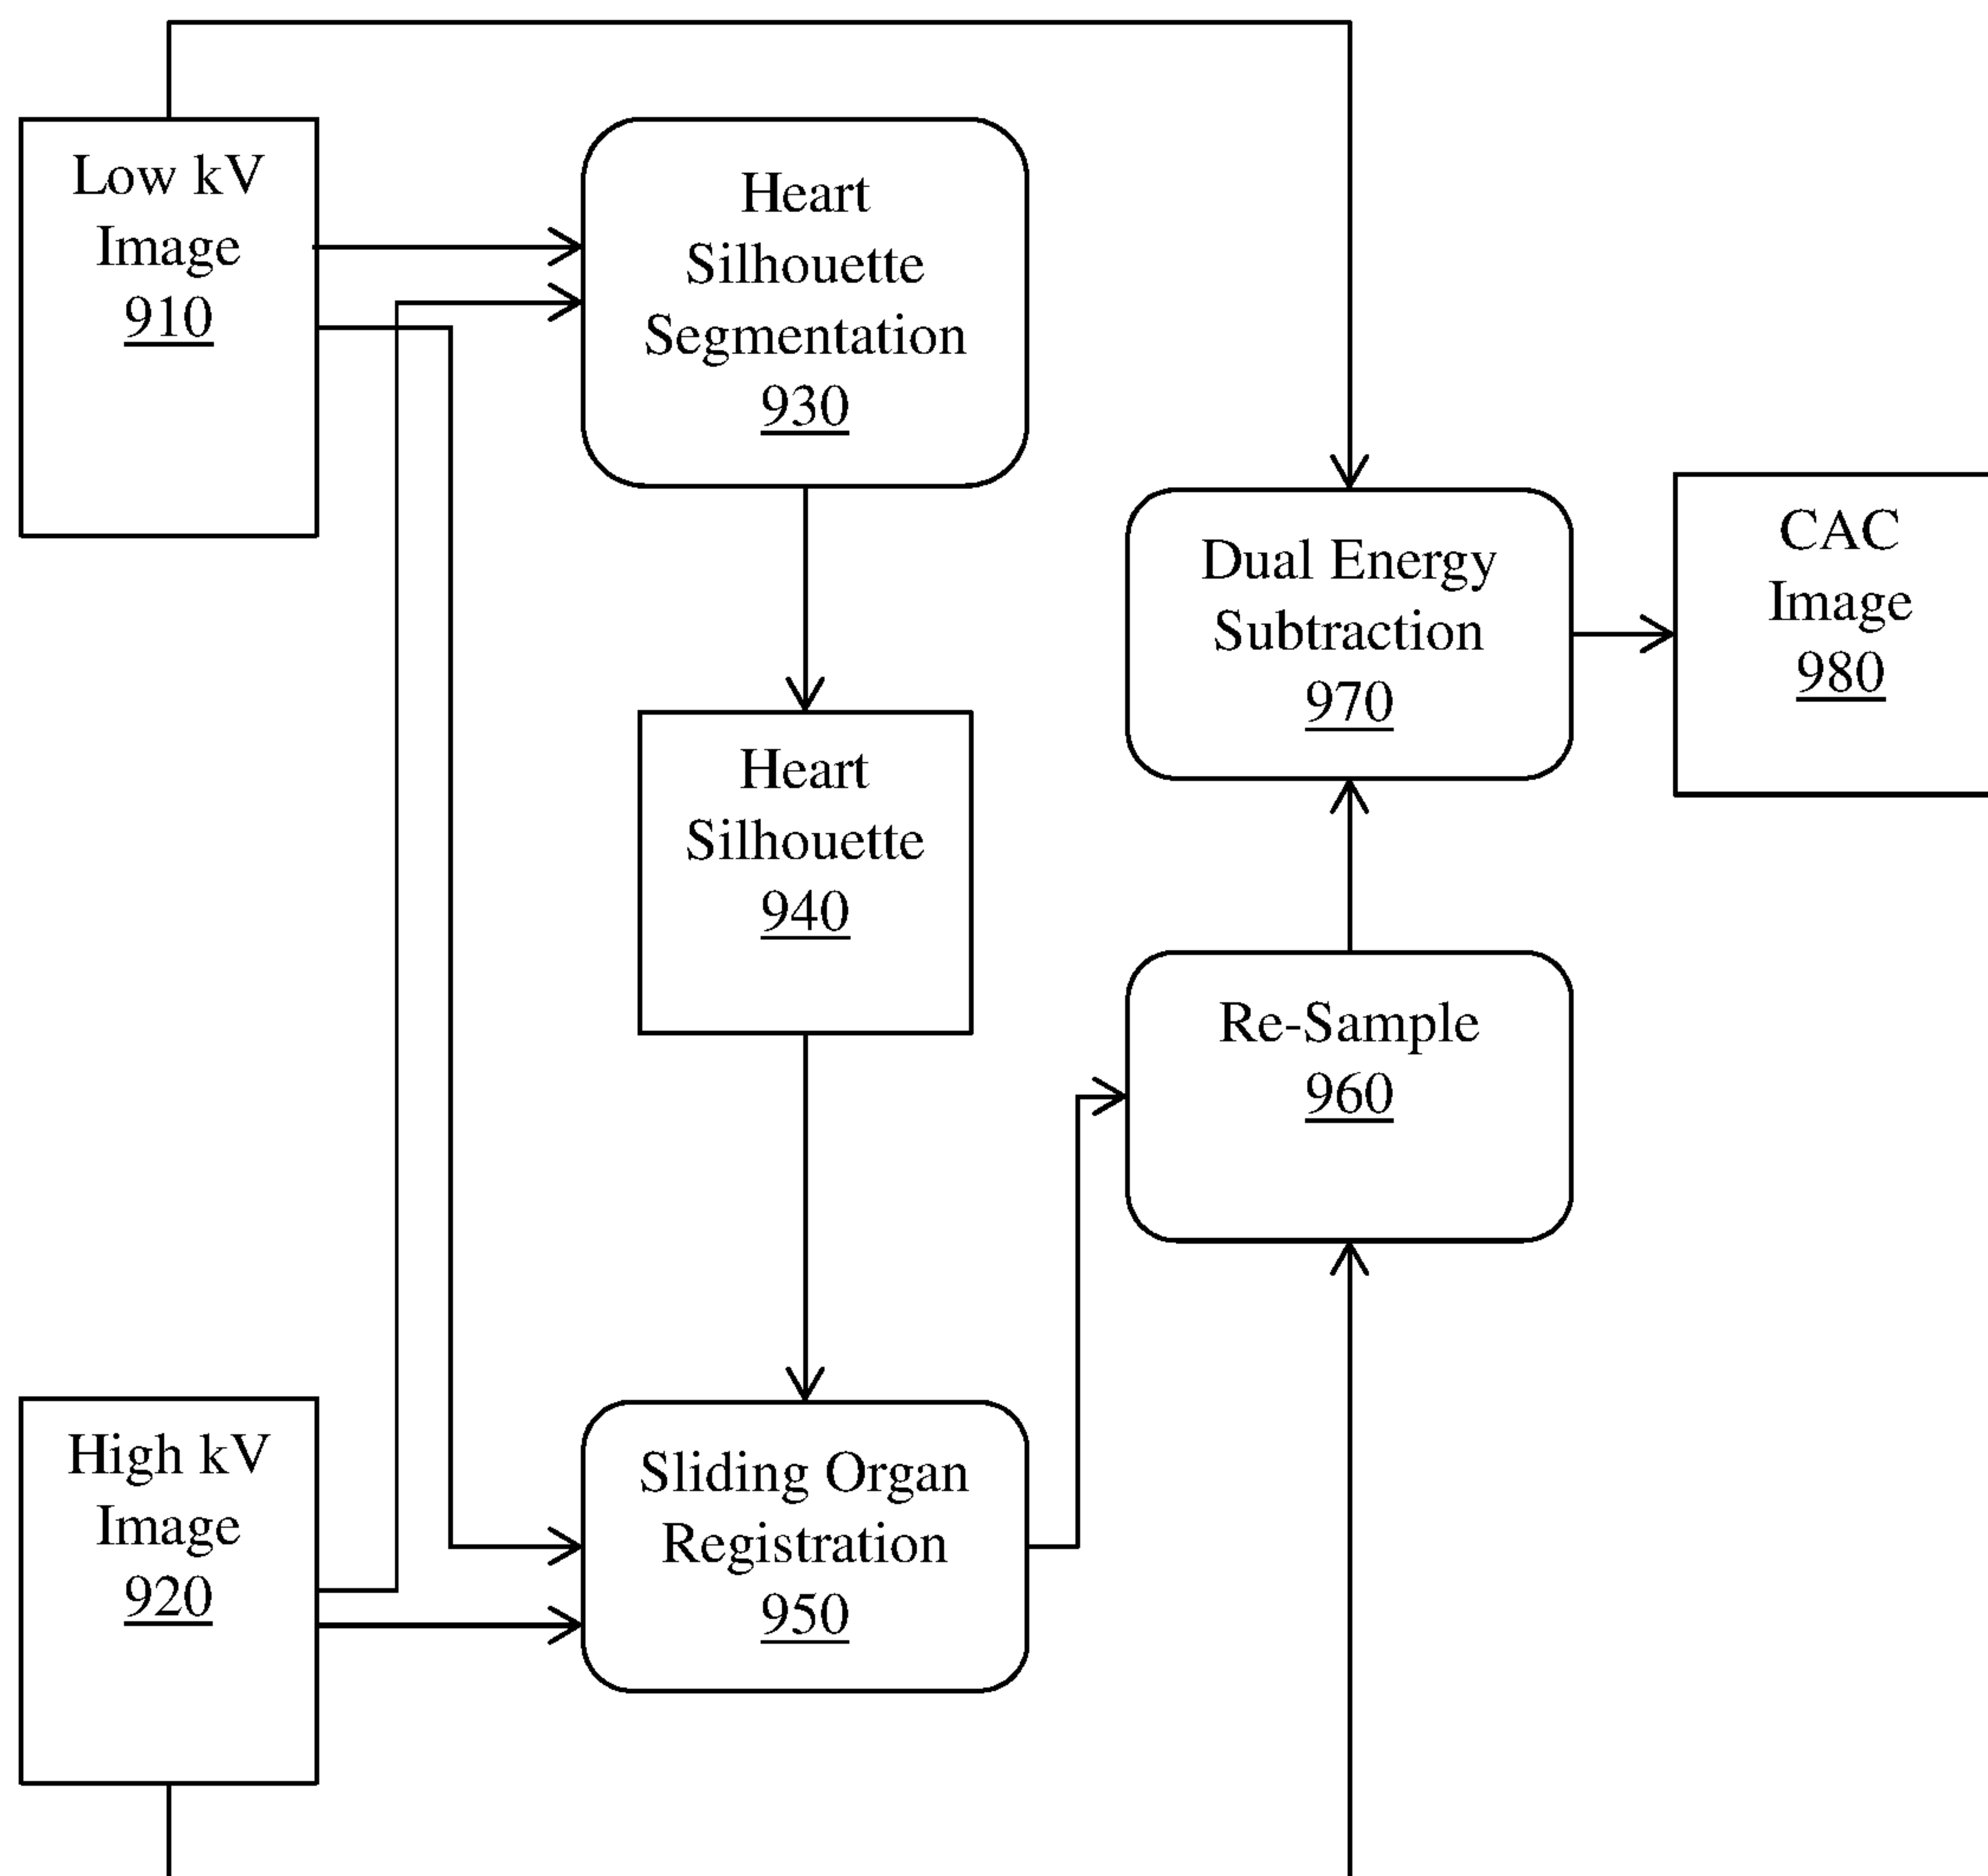 Low kV
Image
910
Heart
Silhouette
Segmentation
930
Dual Energy
Subtraction
970
CAC
Image
980
Heart
Silhouette
940
Re-Sample
960
High kV
Image
920
Sliding Organ
Registration
950